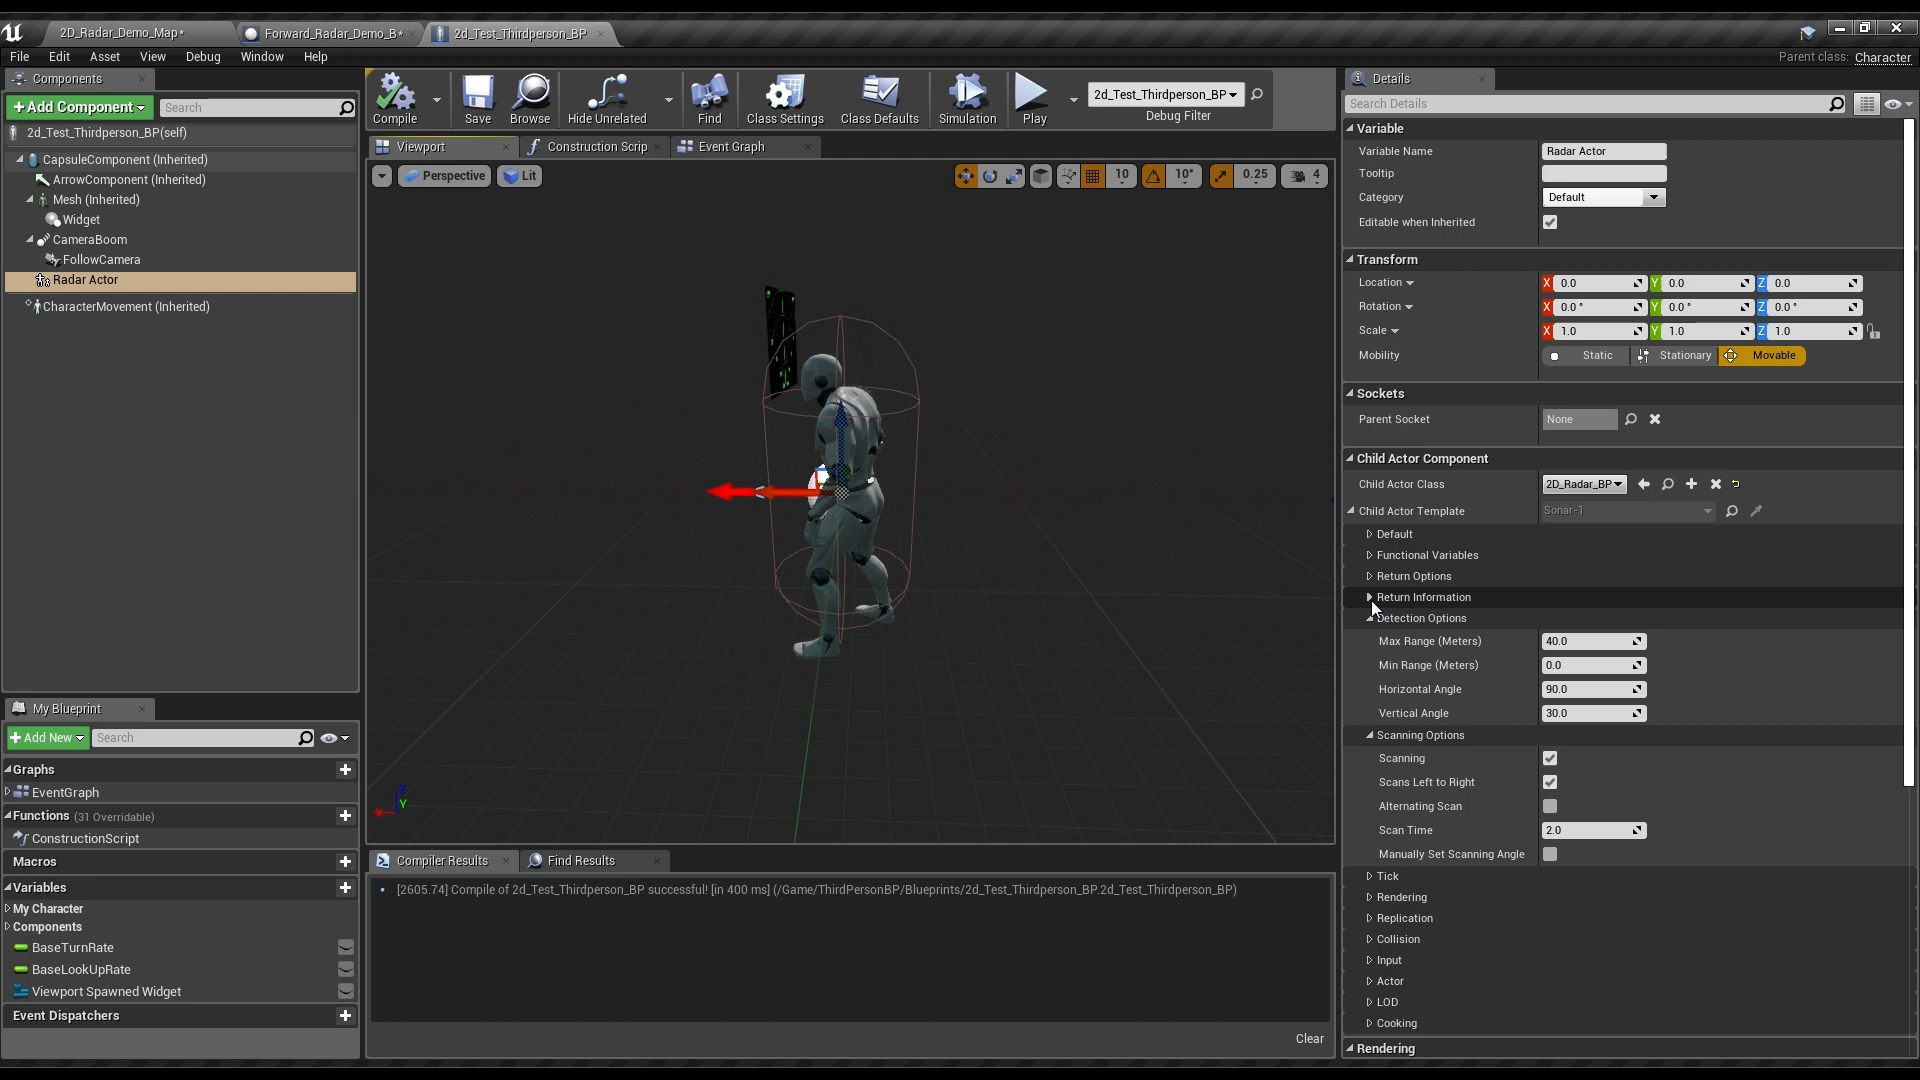 2D_Radar_Demo_Map*
Forward_Radar_Demo_B*
2d_Test_Thirdperson_BP
File Edit Asset View Debug Window Help
Parent class: Character
Components
+Add Component
Search
2d_Test_Thirdperson_BP(self)
CapsuleComponent (Inherited)
ArrowComponent (Inherited)
Mesh (Inherited)
Widget
CameraBoom
FollowCamera
Radar Actor
CharacterMovement (Inherited)
My Blueprint
+Add New
Search
Graphs
EventGraph
Functions (31 Overridable)
ConstructionScript
Macros
Variables
My Character
Components
BaseTurnRate
BaseLookUpRate
Viewport Spawned Widget
Event Dispatchers
Compile
Save
Browse
Hide Unrelated
Find
Class Settings
Class Defaults
Simulation
Play
2d_Test_Thirdperson_BP
Debug Filter
Viewport
Construction Scrip
Event Graph
Perspective
Lit
10
10°
0.25
4
Z
Y
X
Compiler Results
Find Results
[2605.74] Compile of 2d_Test_Thirdperson_BP successful! [in 400 ms] (/Game/ThirdPersonBP/Blueprints/2d_Test_Thirdperson_BP.2d_Test_Thirdperson_BP)
Clear
Details
Search Details
Variable
Variable Name Radar Actor
Tooltip
Category Default
Editable when Inherited
Transform
Location X 0.0 Y 0.0 Z 0.0
Rotation X 0.0 ° Y 0.0 ° Z 0.0 °
Scale X 1.0 Y 1.0 Z 1.0
Mobility Static Stationary Movable
Sockets
Parent Socket None
Child Actor Component
Child Actor Class 2D_Radar_BP
Child Actor Template Sonar-1
Default
Functional Variables
Return Options
Return Information
Detection Options
Max Range (Meters) 40.0
Min Range (Meters) 0.0
Horizontal Angle 90.0
Vertical Angle 30.0
Scanning Options
Scanning
Scans Left to Right
Alternating Scan
Scan Time 2.0
Manually Set Scanning Angle
Tick
Rendering
Replication
Collision
Input
Actor
LOD
Cooking
Rendering